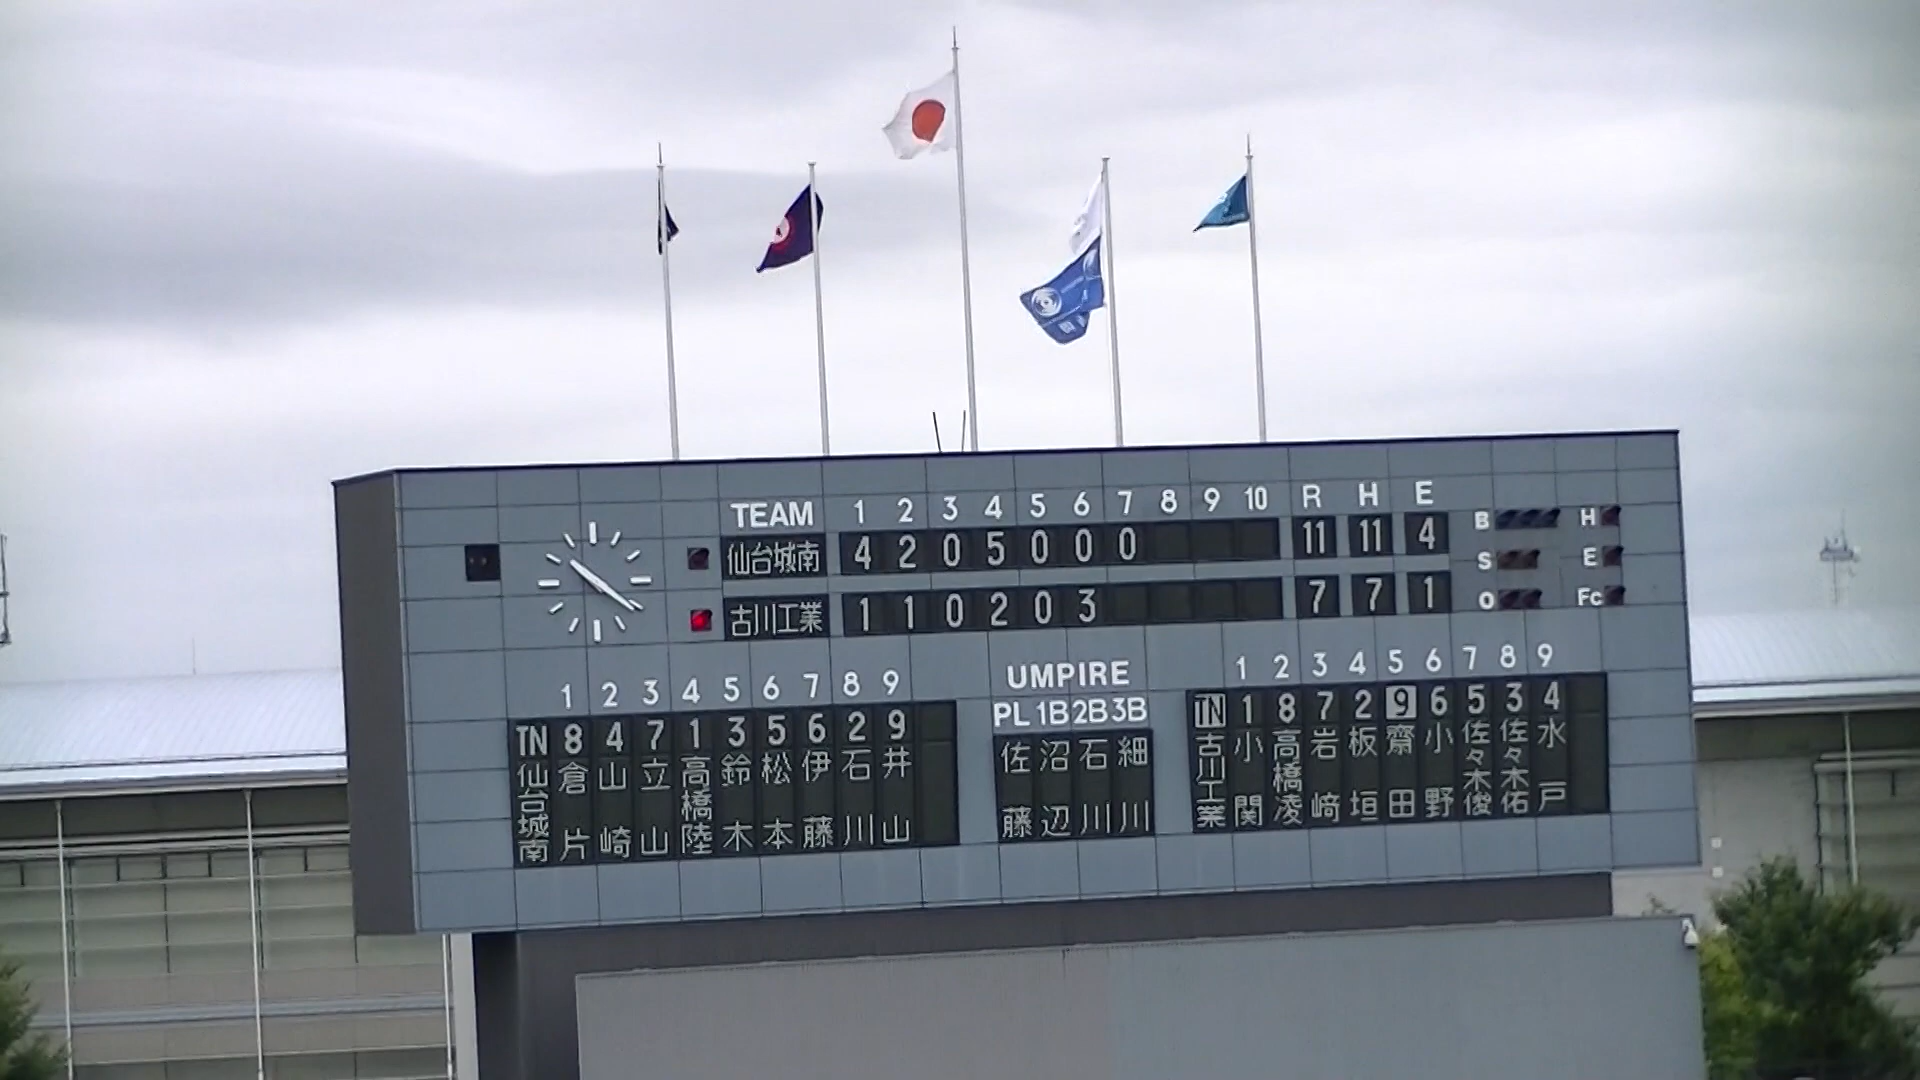 TEAM 1 2 3 4 5 6 7 8 9 10 R H E
仙台城南 4 2 0 5 0 0 0 11 11 4
古川工業 1 1 0 2 0 3 7 7 1
B H
S E
O Fc
1 2 3 4 5 6 7 8 9
TN 8 4 7 1 3 5 6 2 9
仙台城南 倉片 山崎 立山 高橋陸 鈴木 松本 伊藤 石川 井山
UMPIRE
PL 1B 2B 3B
佐藤 沼辺 石川 細川
1 2 3 4 5 6 7 8 9
TN 1 8 7 2 9 6 5 3 4
古川工業 小関 高橋凌 岩﨑 板垣 齋田 小野 佐々木俊 佐々木佑 水戸